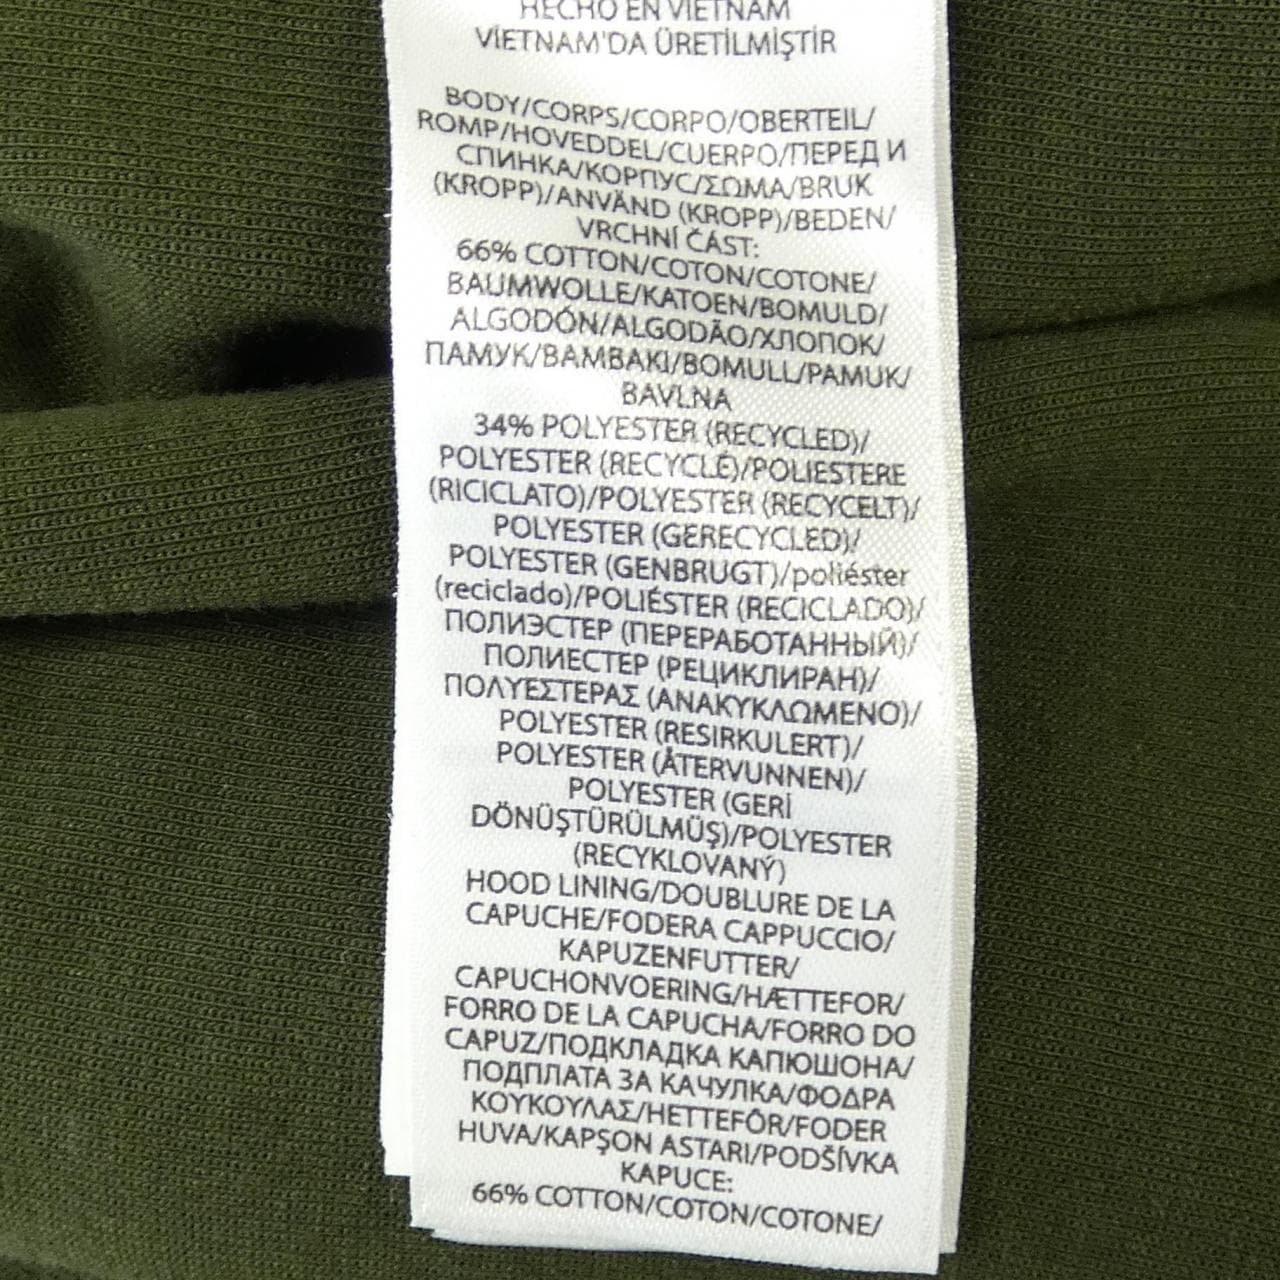 HECHO EN VIETNAM
VİETNAM'DA ÜRETİLMİŞTİR
BODY/CORPS/CORPO/OBERTEIL/
ROMP/HOVEDDEL/CUERPO/ПЕРЕД И
СПИНКА/КОРПУС/ΣΩΜΑ/BRUK
(KROPP)/ANVÄND (KROPP)/BEDEN/
VRCHNÍ ČÁST:
66% COTTON/COTON/COTONE/
BAUMWOLLE/KATOEN/BOMULD/
ALGODÓN/ALGODÃO/ХЛОПОК/
ПАМУК/ΒΑΜΒΑΚΙ/BOMULL/PAMUK/
BAVLNA
34% POLYESTER (RECYCLED)/
POLYESTER (RECYCLÉ)/POLIESTERE
(RICICLATO)/POLYESTER (RECYCELT)/
POLYESTER (GERECYCLED)/
POLYESTER (GENBRUGT)/poliéster
(reciclado)/POLIÉSTER (RECICLADO)/
ПОЛИЭСТЕР (ПЕРЕРАБОТАННЫЙ)/
ПОЛИЕСТЕР (РЕЦИКЛИРАН)/
ΠΟΛΥΕΣΤΕΡΑΣ (ΑΝΑΚΥΚΛΩΜΕΝΟ)/
POLYESTER (RESIRKULERT)/
POLYESTER (ÅTERVUNNEN)/
POLYESTER (GERİ
DÖNÜŞTÜRÜLMÜŞ)/POLYESTER
(RECYKLOVANÝ)
HOOD LINING/DOUBLURE DE LA
CAPUCHE/FODERA CAPPUCCIO/
KAPUZENFUTTER/
CAPUCHONVOERING/HÆTTEFOR/
FORRO DE LA CAPUCHA/FORRO DO
CAPUZ/ПОДКЛАДКА КАПЮШОНА/
ПОДПЛАТА ЗА КАЧУЛКА/ΦΟΔΡΑ
ΚΟΥΚΟΥΛΑΣ/HETTEFÔR/FODER
HUVA/KAPŞON ASTARI/PODŠÍVKA
KAPUCE:
66% COTTON/COTON/COTONE/